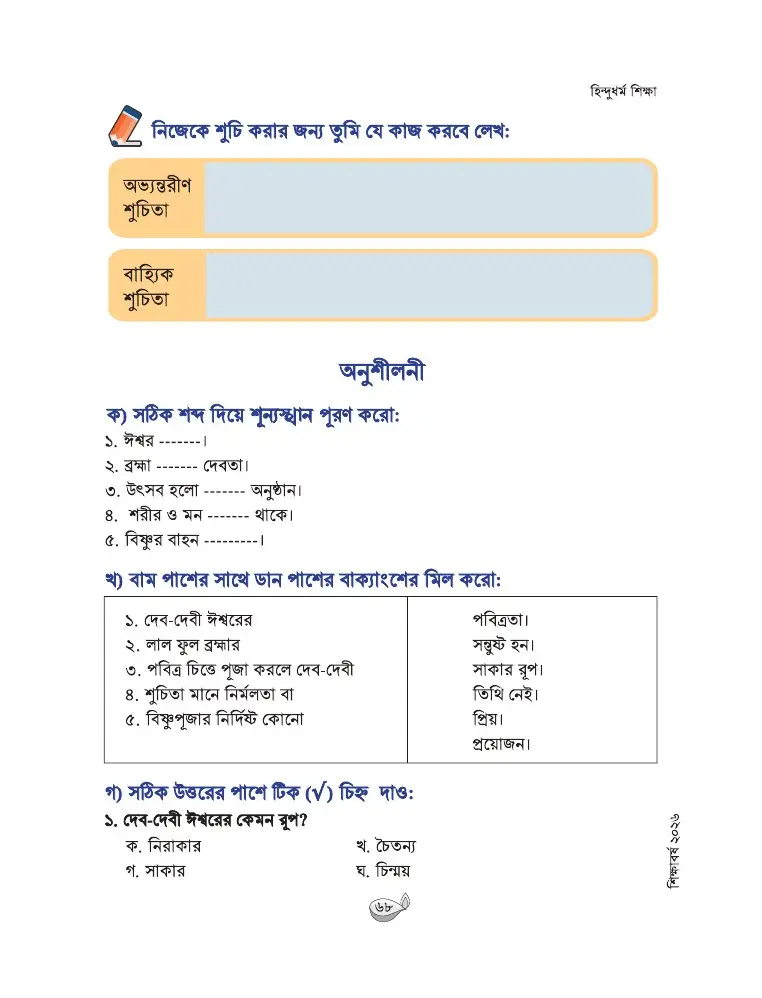 হিন্দুধর্ম শিক্ষা
নিজেকে শুচি করার জন্য তুমি যে কাজ করবে লেখ:
অভ্যন্তরীণ
শুচিতা
বাহ্যিক
শুচিতা
অনুশীলনী
ক) সঠিক শব্দ দিয়ে শূন্যস্থান পূরণ করো:
১. ঈশ্বর -------।
২. ব্রহ্মা ------- দেবতা।
৩. উৎসব হলো ------- অনুষ্ঠান।
৪. শরীর ও মন ------- থাকে।
৫. বিষ্ণুর বাহন ---------।
খ) বাম পাশের সাথে ডান পাশের বাক্যাংশের মিল করো:
১. দেব-দেবী ঈশ্বরের
২. লাল ফুল ব্রহ্মার
৩. পবিত্র চিত্তে পূজা করলে দেব-দেবী
৪. শুচিতা মানে নির্মলতা বা
৫. বিষ্ণুপূজার নির্দিষ্ট কোনো
পবিত্রতা।
সন্তুষ্ট হন।
সাকার রূপ।
তিথি নেই।
প্রিয়।
প্রয়োজন।
গ) সঠিক উত্তরের পাশে টিক (√) চিহ্ন দাও:
১. দেব-দেবী ঈশ্বরের কেমন রূপ?
ক. নিরাকার খ. চৈতন্য
গ. সাকার ঘ. চিন্ময়
শিক্ষাবর্ষ ২০২৬
৬৮